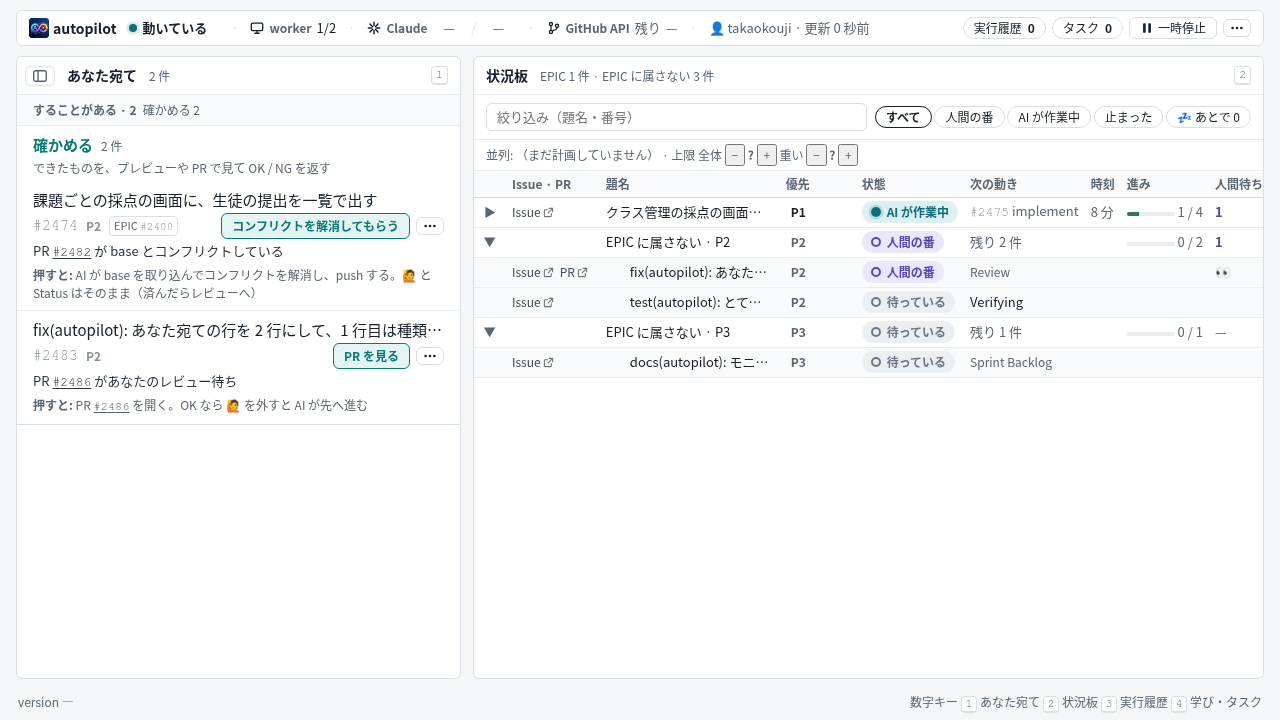 autopilot 動いている · worker 1/2 · Claude — / — · GitHub API 残り — · takaokouji · 更新 0 秒前 実行履歴 0 タスク 0 一時停止
あなた宛て 2 件 1
することがある · 2 確かめる 2
確かめる 2 件
できたものを、プレビューや PR で見て OK / NG を返す
課題ごとの採点の画面に、生徒の提出を一覧で出す
#2474 P2 EPIC #2400 コンフリクトを解消してもらう
PR #2482 が base とコンフリクトしている
押すと: AI が base を取り込んでコンフリクトを解消し、push する。🙋 と
Status はそのまま（済んだらレビューへ）
fix(autopilot): あなた宛ての行を 2 行にして、1 行目は種類…
#2483 P2 PR を見る
PR #2486 があなたのレビュー待ち
押すと: PR #2486 を開く。OK なら 🙋 を外すと AI が先へ進む
状況板 EPIC 1 件 · EPIC に属さない 3 件 2
絞り込み（題名・番号） すべて 人間の番 AI が作業中 止まった 💤 あとで 0
並列: （まだ計画していません） · 上限 全体 − ? + 重い − ? +
Issue · PR 題名 優先 状態 次の動き 時刻 進み 人間待ち
▶ Issue クラス管理の採点の画面… P1 AI が作業中 #2475 implement 8 分 1 / 4 1
▼ EPIC に属さない · P2 P2 人間の番 残り 2 件 0 / 2 1
Issue PR fix(autopilot): あなた… P2 人間の番 Review 👀
Issue test(autopilot): とて… P2 待っている Verifying
▼ EPIC に属さない · P3 P3 待っている 残り 1 件 0 / 1 —
Issue docs(autopilot): モニ… P3 待っている Sprint Backlog
version —
数字キー 1 あなた宛て 2 状況板 3 実行履歴 4 学び・タスク